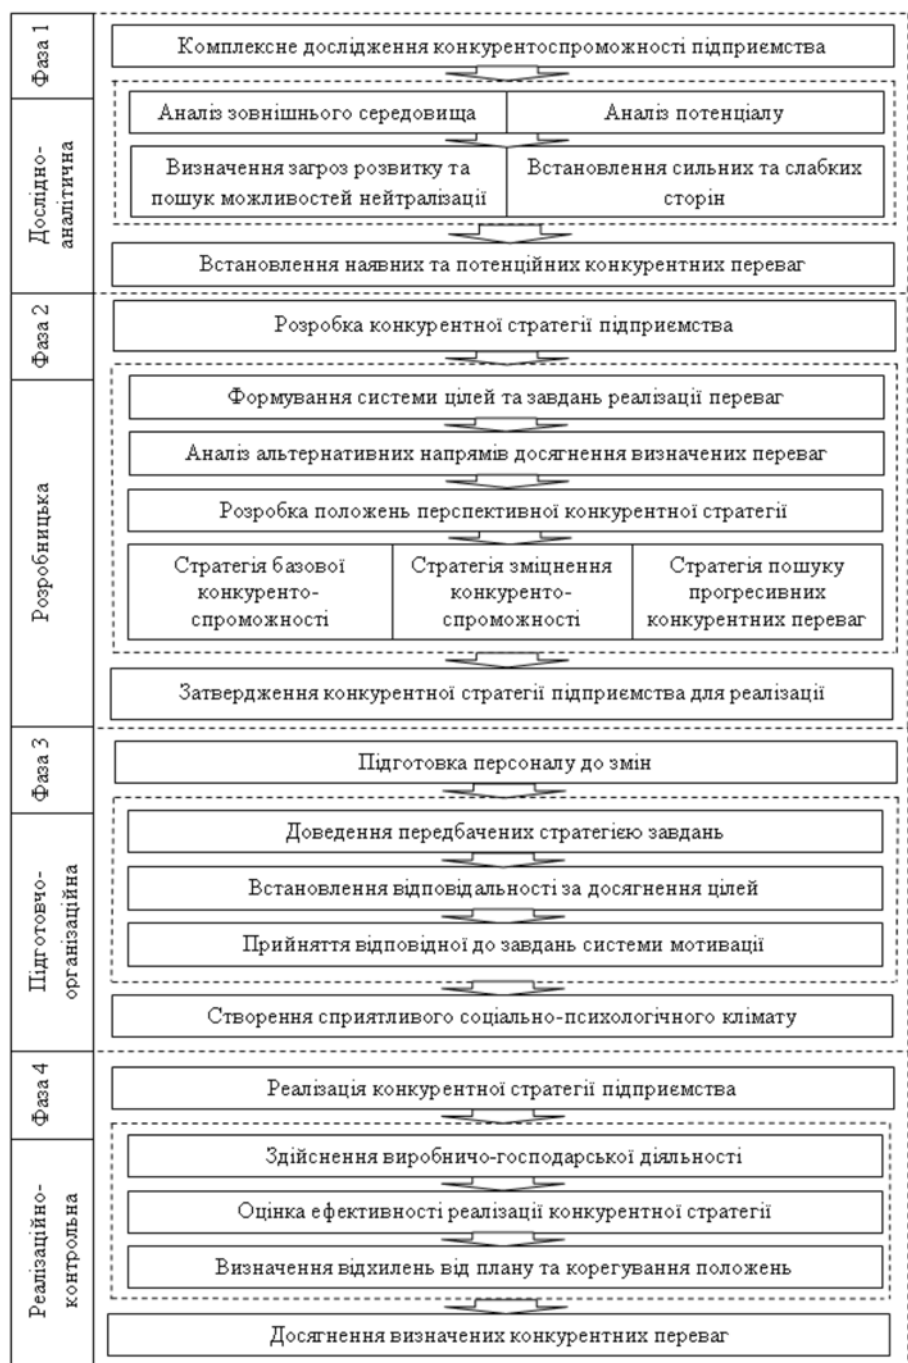 Фаза 1
Дослідно-
аналітична
Комплексне дослідження конкурентоспроможності підприємства
Аналіз зовнішнього середовища
Аналіз потенціалу
Визначення загроз розвитку та
пошук можливостей нейтралізації
Встановлення сильних та слабких
сторін
Встановлення наявних та потенційних конкурентних переваг
Фаза 2
Розробницька
Розробка конкурентної стратегії підприємства
Формування системи цілей та завдань реалізації переваг
Аналіз альтернативних напрямів досягнення визначених переваг
Розробка положень перспективної конкурентної стратегії
Стратегія базової
конкуренто-
спроможності
Стратегія зміцнення
конкуренто-
спроможності
Стратегія пошуку
прогресивних
конкурентних переваг
Затвердження конкурентної стратегії підприємства для реалізації
Фаза 3
Підготовчо-
організаційна
Підготовка персоналу до змін
Доведення передбачених стратегією завдань
Встановлення відповідальності за досягнення цілей
Прийняття відповідної до завдань системи мотивації
Створення сприятливого соціально-психологічного клімату
Фаза 4
Реалізаційно-
контрольна
Реалізація конкурентної стратегії підприємства
Здійснення виробничо-господарської діяльності
Оцінка ефективності реалізації конкурентної стратегії
Визначення відхилень від плану та корегування положень
Досягнення визначених конкурентних переваг